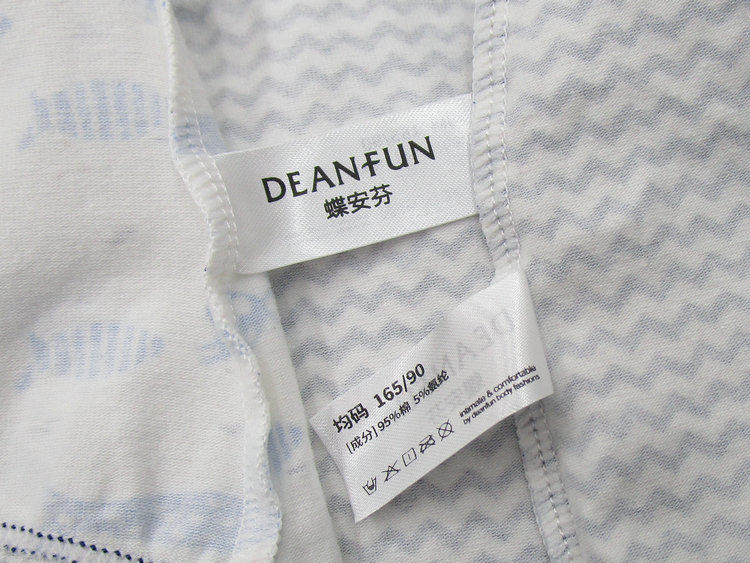 DEANFUN
蝶安芬
均码 165/90
[成分] 95%棉 5%氨纶
intimate & comfortable
by deanfun body fashions